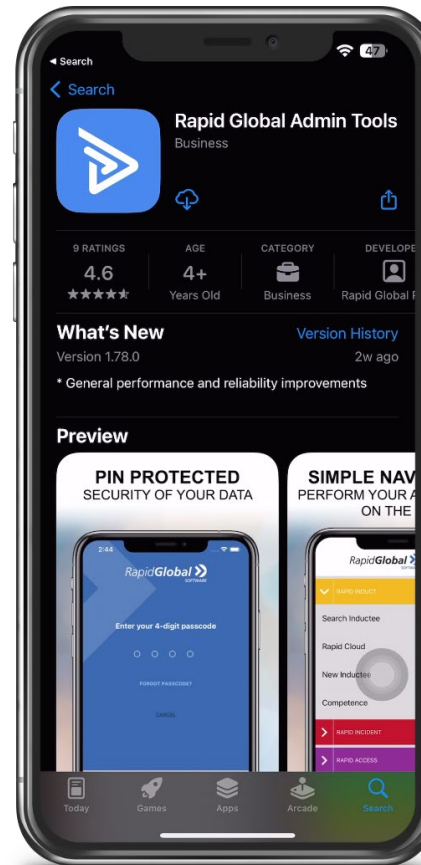 ◀ Search
47
Search
Rapid Global Admin Tools
Business
9 RATINGS
4.6
AGE
4+
Years Old
CATEGORY
Business
DEVELOPE
Rapid Global P
What's New
Version History
Version 1.78.0
2w ago
* General performance and reliability improvements
Preview
PIN PROTECTED
SECURITY OF YOUR DATA
2:44
RapidGlobal
SOFTWARE
Enter your 4-digit passcode
FORGOT PASSCODE?
CANCEL
SIMPLE NAV
PERFORM YOUR A
ON THE
RapidGlobal
RAPID INDUCT
Search Inductee
Rapid Cloud
New Inductee
Competence
RAPID INCIDENT
RAPID ACCESS
Today
Games
Apps
Arcade
Search